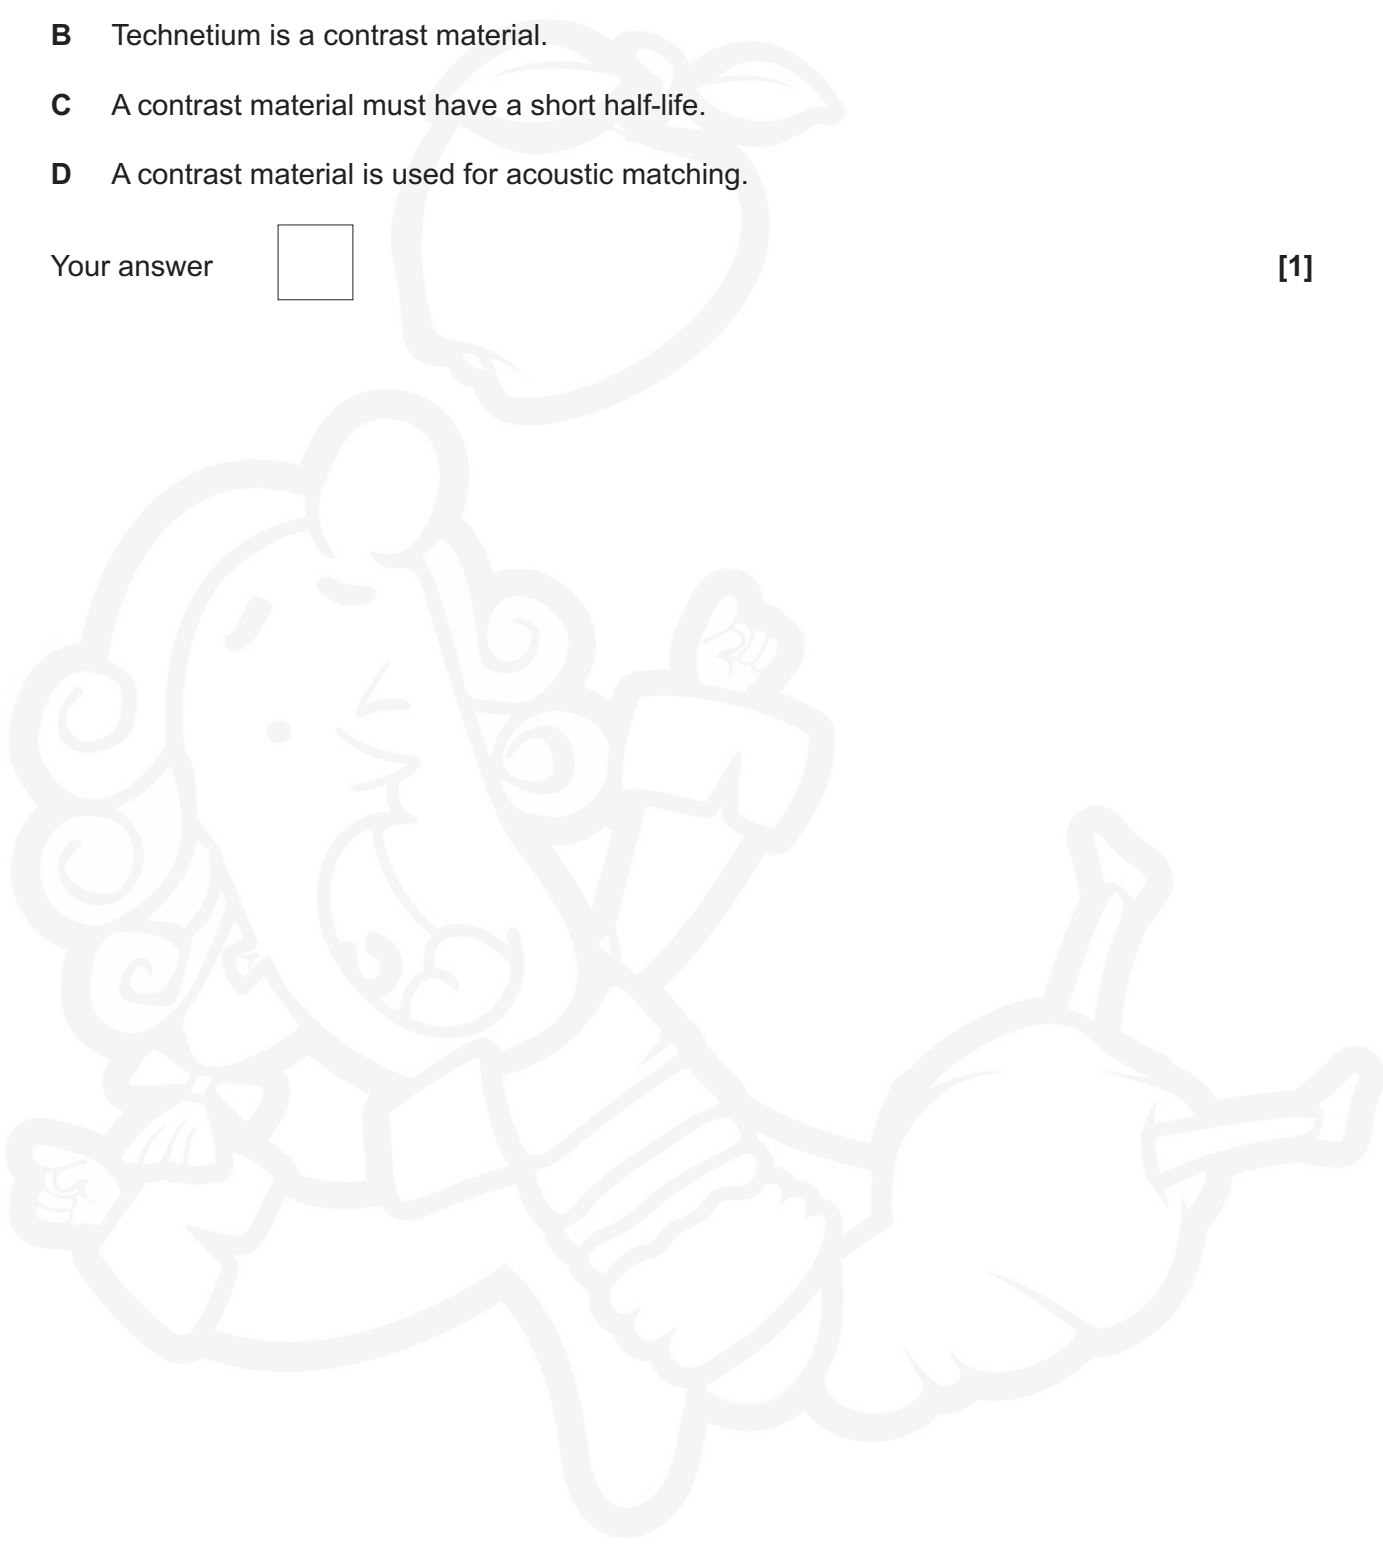 B Technetium is a contrast material.
C A contrast material must have a short half-life.
D A contrast material is used for acoustic matching.
Your answer [1]